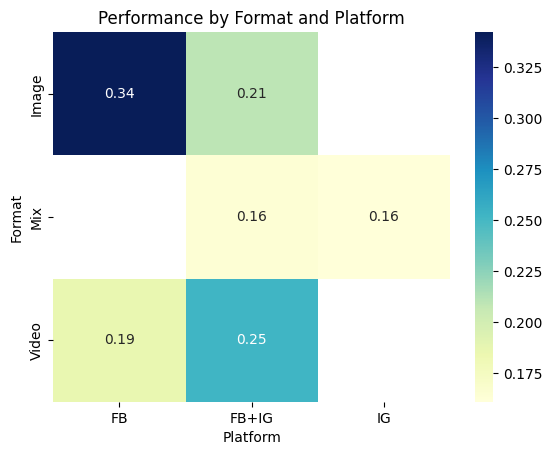 Performance by Format and Platform
Format
Image
Mix
Video
0.34
0.21
0.16
0.16
0.19
0.25
FB
FB+IG
IG
Platform
0.325
0.300
0.275
0.250
0.225
0.200
0.175